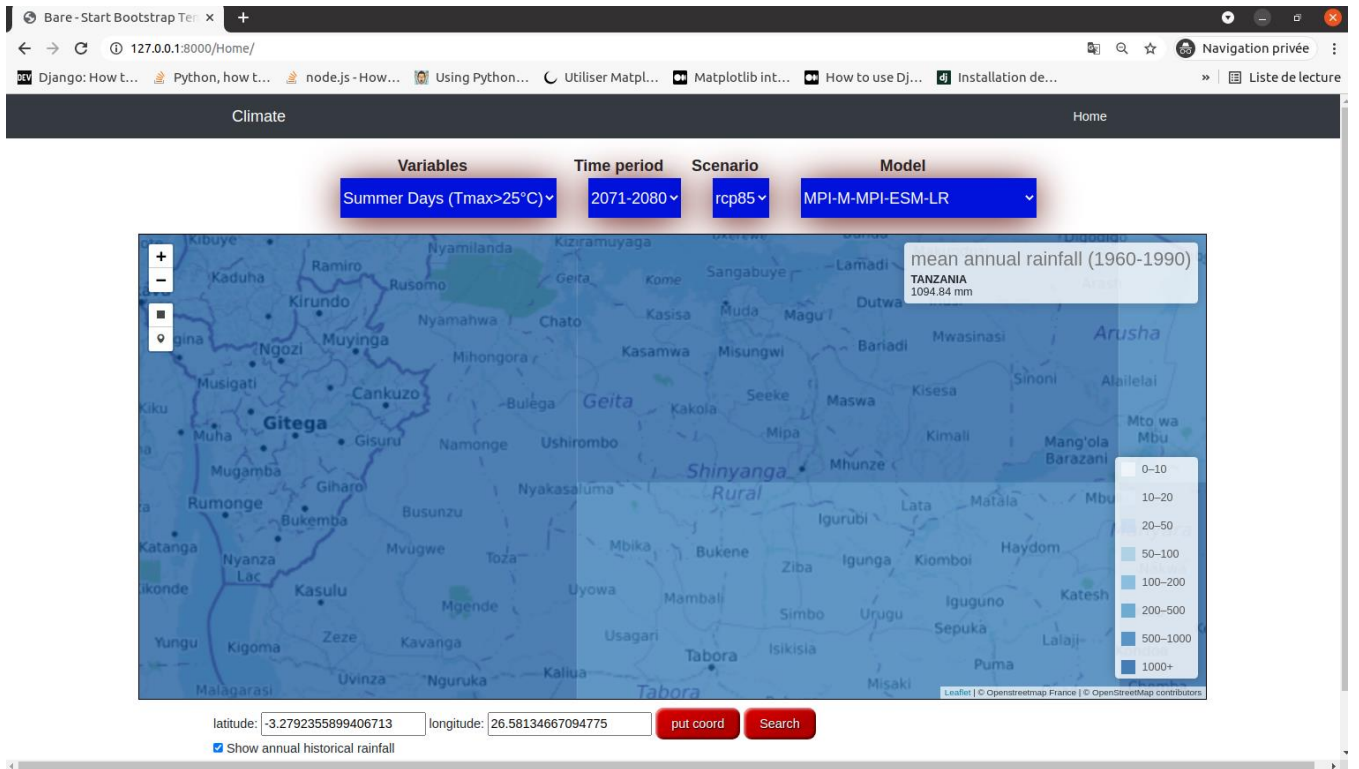 Bare - Start Bootstrap Te
127.0.0.1:8000/Home/
Navigation privée
Django: How t... Python, how t... node.js - How... Using Python... Utiliser Matpl... Matplotlib int... How to use Dj... Installation de... » Liste de lecture
Climate Home
Variables Time period Scenario Model
Summer Days (Tmax>25°C) 2071-2080 rcp85 MPI-M-MPI-ESM-LR
mean annual rainfall (1960-1990)
TANZANIA
1094.84 mm
+
−
Kibuye Nyamilanda Kiziramuyaga
Kaduha Ramiro Rusomo Geita Kome Sangabuye Lamadi
Kirundo Nyamahwa Chato Kasisa Muda Magu Dutwa
Ngozi Muyinga Mihongora Kasamwa Misungwi Bariadi Mwasinasi Arusha
Musigati Cankuzo Bulega Geita Kakola Seeke Maswa Kisesa Sinoni Alailelai
Kiku Gitega
Muha Gisuru Namonge Ushirombo Mipa Kimali Mang'ola Barazani Mto wa Mbu
Mugamba Giharo Shinyanga Rural Mhunze
Rumonge Bukemba Busunzu Nyakasaluma Igurubi Lata Matala Mbu
Katanga Nyanza Lac Mvugwe Toza Mbika Bukene Ziba Igunga Kiomboi Haydom
Kasulu Mgende Uyowa Mambali Simbo Urugu Iguguno Katesh
Yungu Kigoma Zeze Kavanga Usagari Tabora Isikisia Sepuka Lalaji
Malagarasi Uvinza Nguruka Kaliua Tabora Misaki Puma
0–10
10–20
20–50
50–100
100–200
200–500
500–1000
1000+
Leaflet | © Openstreetmap France | © OpenStreetMap contributors
latitude: -3.2792355899406713 longitude: 26.58134667094775 put coord Search
Show annual historical rainfall